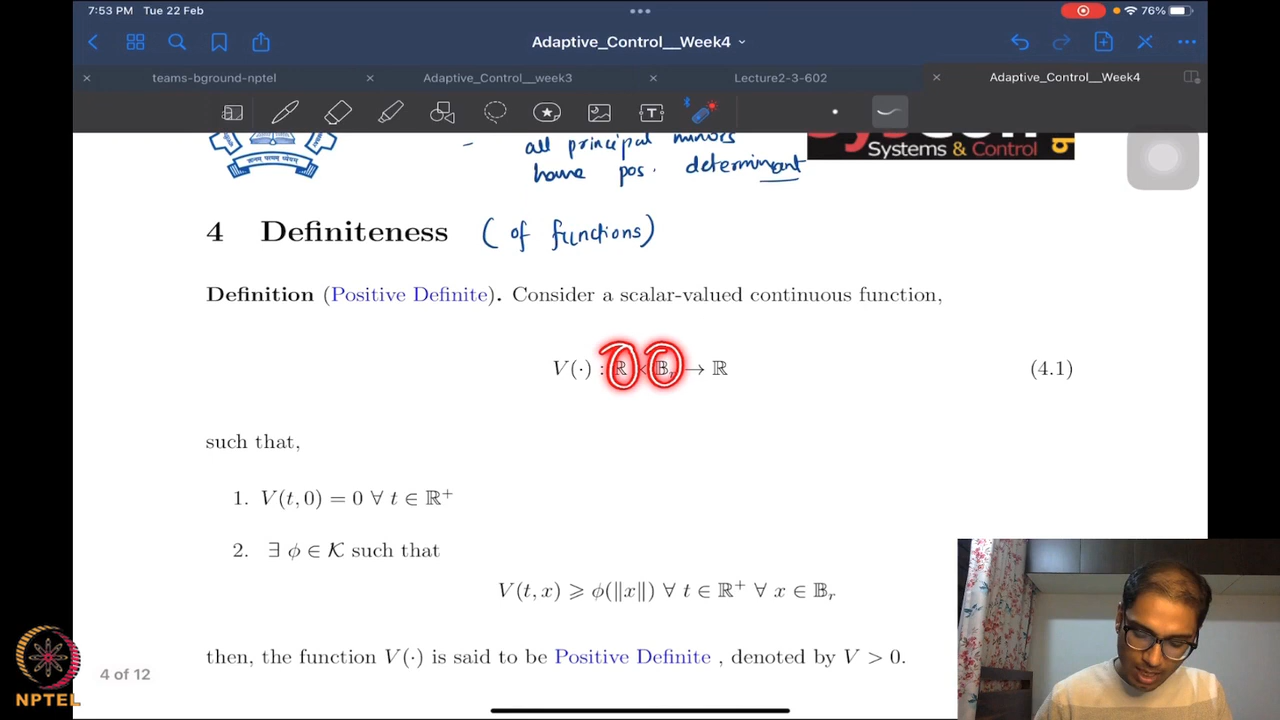 7:53 PM Tue 22 Feb
76%
Adaptive_Control__Week4
teams-bground-nptel
Adaptive_Control__week3
Lecture2-3-602
Adaptive_Control__Week4
all principal minors
have pos. determinant
Systems & Control
4 Definiteness (of functions)
Definition (Positive Definite). Consider a scalar-valued continuous function,
V(·) : ℝ × 𝔹ᵣ → ℝ (4.1)
such that,
1. V(t, 0) = 0 ∀ t ∈ ℝ⁺
2. ∃ ϕ ∈ 𝒦 such that
V(t, x) ⩾ ϕ(‖x‖) ∀ t ∈ ℝ⁺ ∀ x ∈ 𝔹ᵣ
then, the function V(·) is said to be Positive Definite , denoted by V > 0.
4 of 12
NPTEL